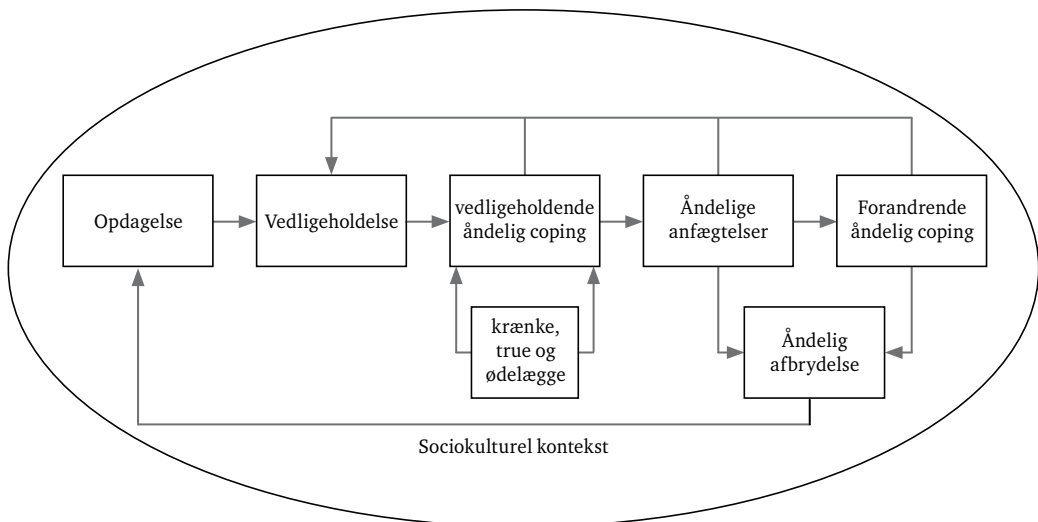 Opdagelse
Vedligeholdelse
vedligeholdende
åndelig coping
Åndelige
anfægtelser
Forandrende
åndelig coping
krænke,
true og
ødelægge
Åndelig
afbrydelse
Sociokulturel kontekst